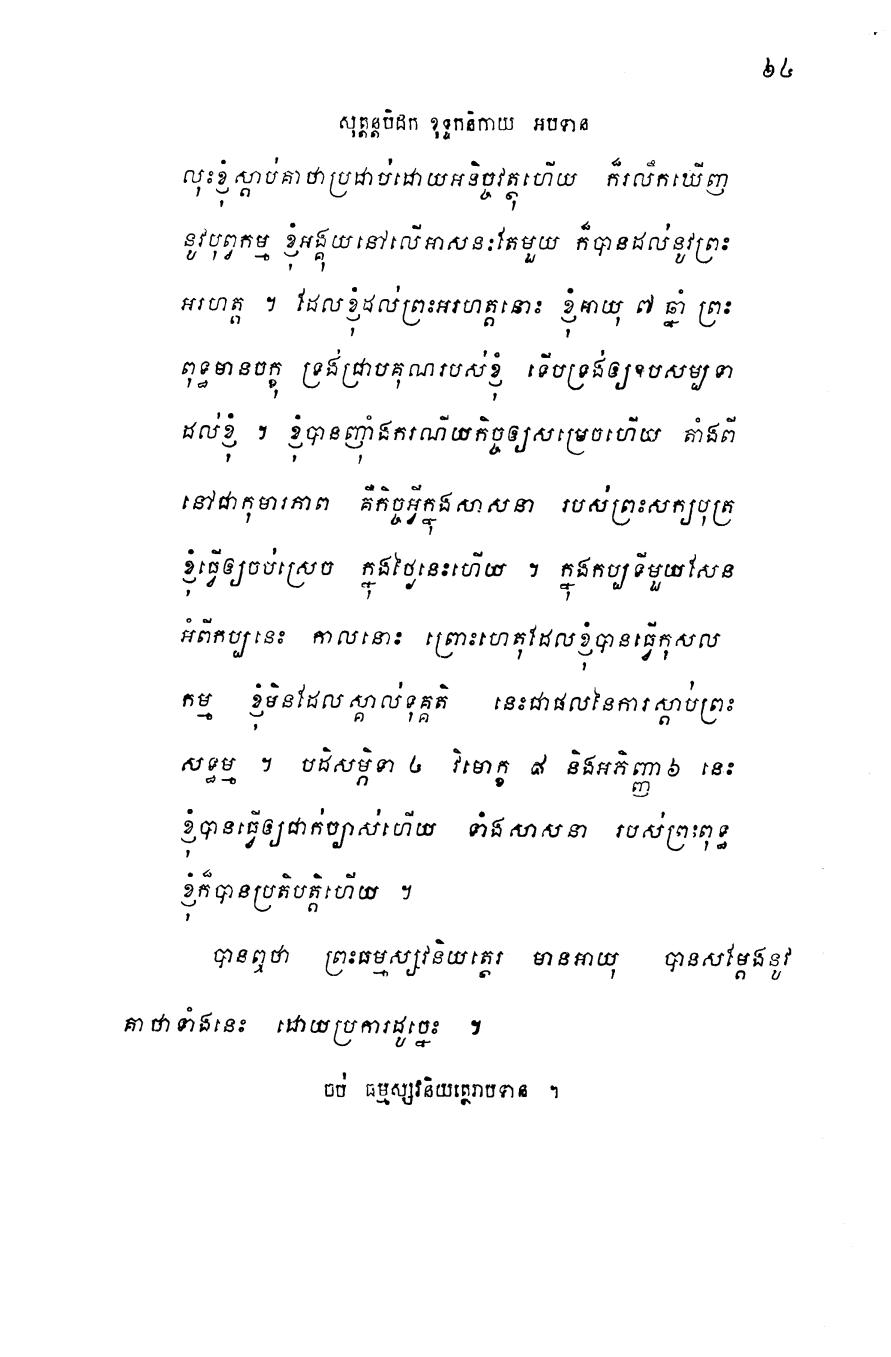 ៦៤
សុត្តន្តបិដក ខុទ្ទកនិកាយ អបទាន
លុះខ្ញុំស្តាប់គាថាប្រជាប់ដោយអនិច្ចវត្ថុហើយ ក៏រលឹកឃើញ
នូវបុព្វកម្ម ខ្ញុំអង្គុយនៅលើអាសនៈតែមួយ ក៏បានដល់នូវព្រះ
អរហត្ត ។ ដែលខ្ញុំដល់ព្រះអរហត្តនោះ ខ្ញុំអាយុ ៧ ឆ្នាំ ព្រះ
ពុទ្ធមានចក្ខុ ទ្រង់ជ្រាបគុណរបស់ខ្ញុំ ទើបទ្រង់ឲ្យឧបសម្បទា
ដល់ខ្ញុំ ។ ខ្ញុំបានញុំាងករណីយកិច្ចឲ្យសម្រេចហើយ តាំងពី
នៅជាកុមារភាព គឺកិច្ចអ្វីក្នុងសាសនា របស់ព្រះសក្យបុត្រ
ខ្ញុំធ្វើឲ្យចប់ស្រេច ក្នុងថ្ងៃនេះហើយ ។ ក្នុងកប្បទីមួយសែន
អំពីកប្បនេះ កាលនោះ ព្រោះហេតុដែលខ្ញុំបានធ្វើកុសល
កម្ម ខ្ញុំមិនដែលស្គាល់ទុគ្គតិ នេះជាផលនៃការស្តាប់ព្រះ
សទ្ធម្ម ។ បដិសម្ភិទា ៤ វិមោក្ខ ៨ និងអភិញ្ញា ៦ នេះ
ខ្ញុំបានធ្វើឲ្យជាក់ច្បាស់ហើយ ទាំងសាសនា របស់ព្រះពុទ្ធ
ខ្ញុំក៏បានប្រតិបត្តិហើយ ។
បានឮថា ព្រះធម្មស្សវនិយត្ថេរ មានអាយុ បានសម្តែងនូវ
គាថាទាំងនេះ ដោយប្រការដូច្នេះ ។
ចប់ ធម្មស្សវនិយត្ថេរាបទាន ។